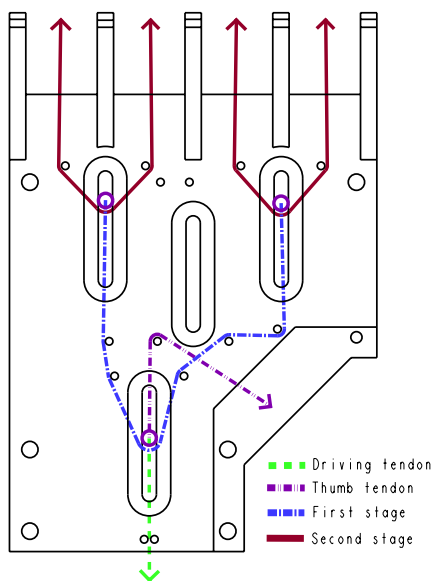 Driving tendon
Thumb tendon
First stage
Second stage